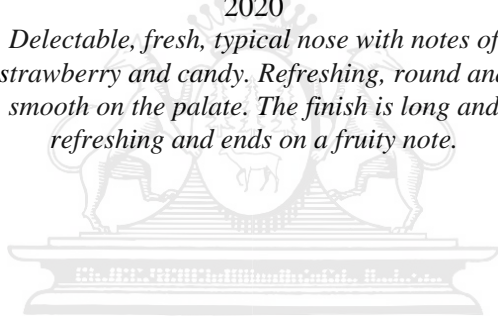 2020
Delectable, fresh, typical nose with notes of
strawberry and candy. Refreshing, round and
smooth on the palate. The finish is long and
refreshing and ends on a fruity note.